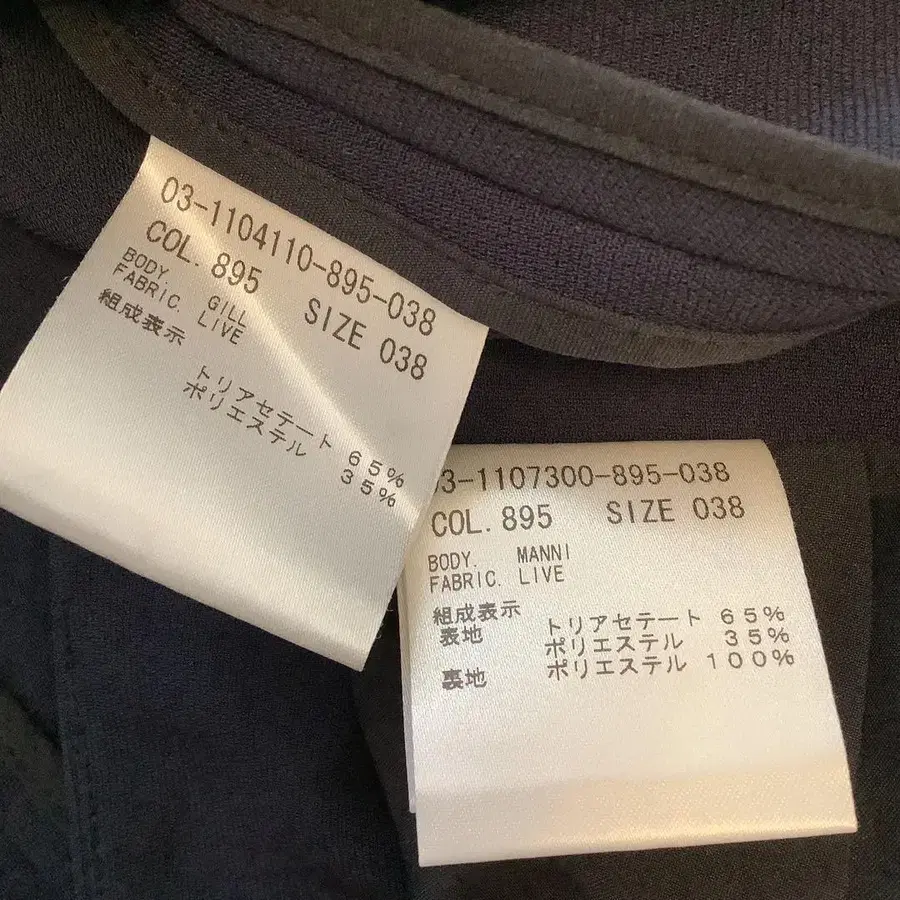 03-1104110-895-038
COL. 895 SIZE 038
BODY. GILL
FABRIC. LIVE
組成表示
トリアセテート 65%
ポリエステル 35%
3-1107300-895-038
COL. 895 SIZE 038
BODY. MANNI
FABRIC. LIVE
組成表示
表地 トリアセテート 65%
ポリエステル 35%
裏地 ポリエステル 100%